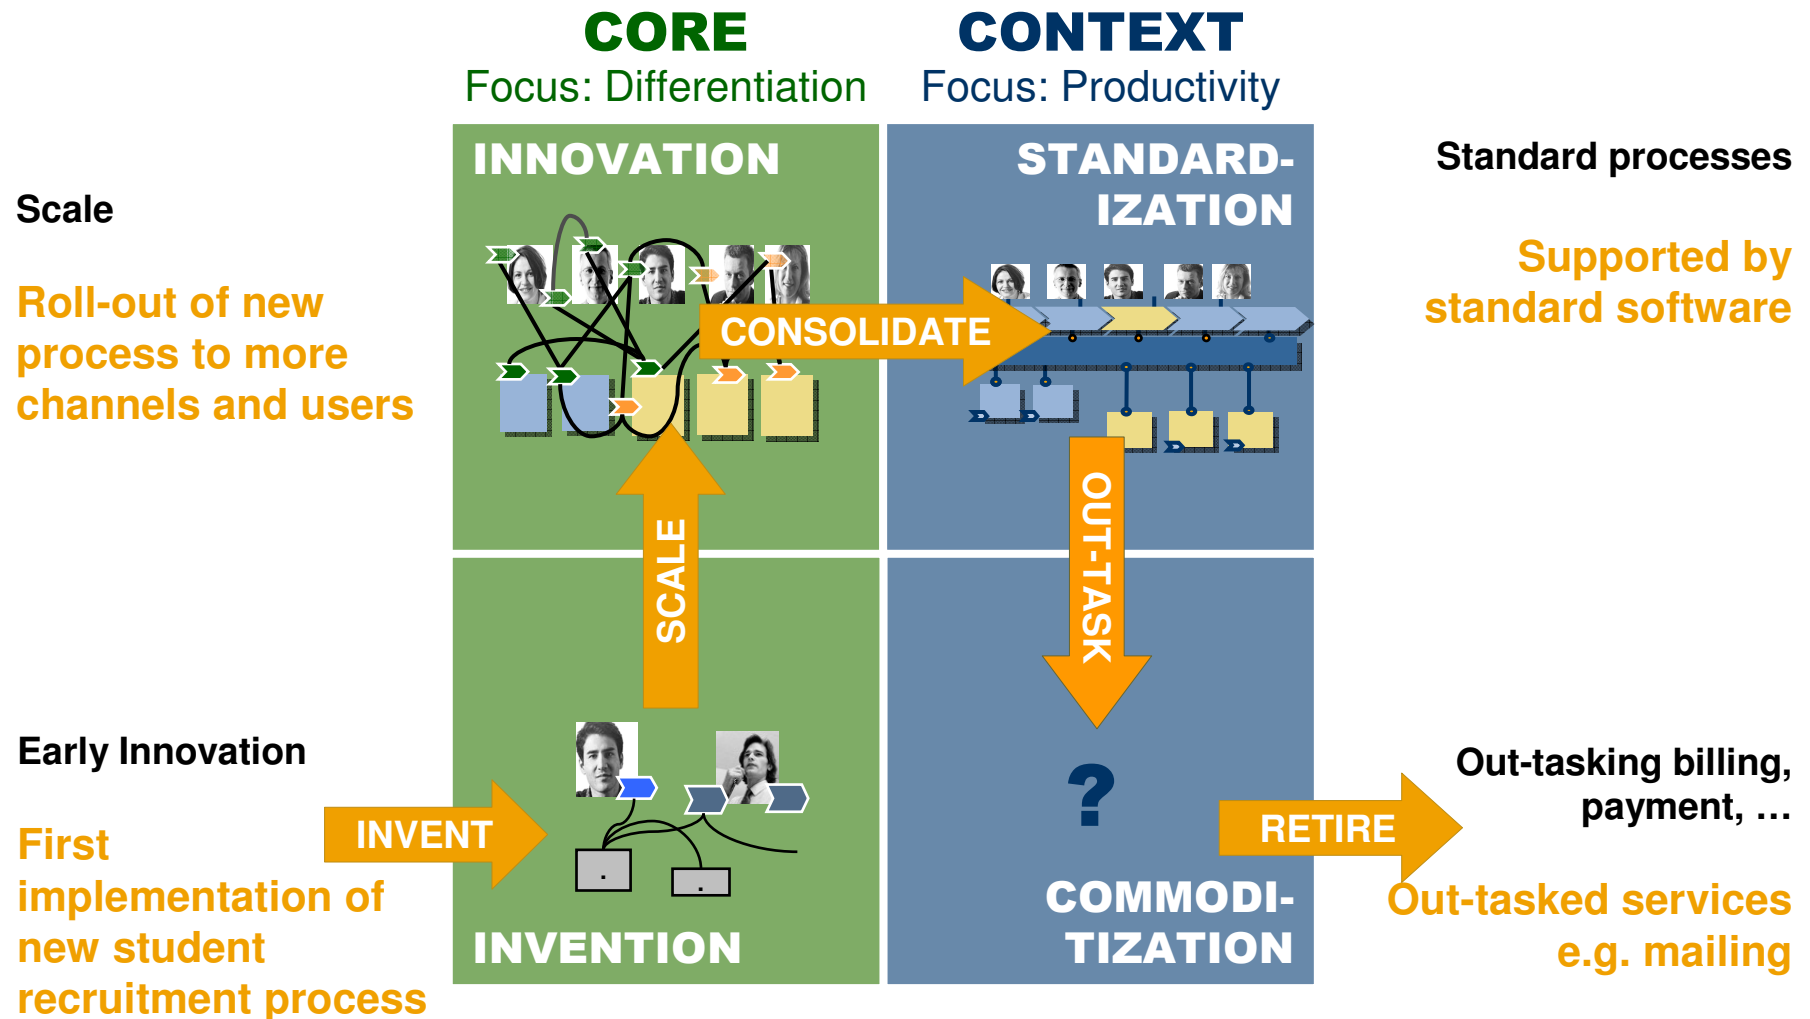 CORE
Focus: Differentiation
CONTEXT
Focus: Productivity
INNOVATION
STANDARD-
IZATION
Scale
Roll-out of new
process to more
channels and users
Standard processes
Supported by
standard software
CONSOLIDATE
SCALE
OUT-TASK
Early Innovation
First
implementation of
new student
recruitment process
INVENT
INVENTION
?
RETIRE
COMMODI-
TIZATION
Out-tasking billing,
payment, …
Out-tasked services
e.g. mailing